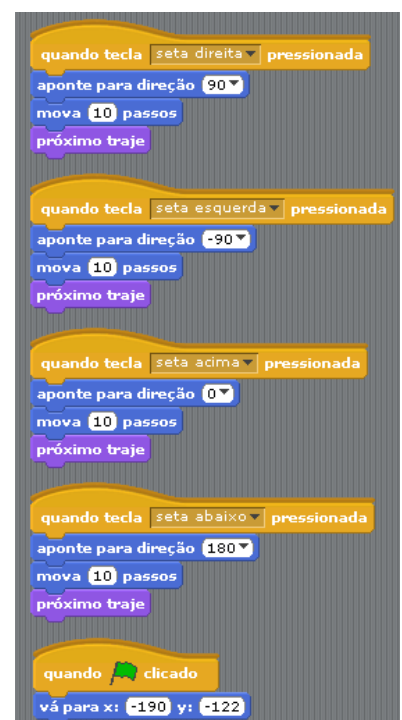 quando tecla seta direita pressionada
aponte para direção 90
mova 10 passos
próximo traje
quando tecla seta esquerda pressionada
aponte para direção -90
mova 10 passos
próximo traje
quando tecla seta acima pressionada
aponte para direção 0
mova 10 passos
próximo traje
quando tecla seta abaixo pressionada
aponte para direção 180
mova 10 passos
próximo traje
quando clicado
vá para x: -190 y: -122